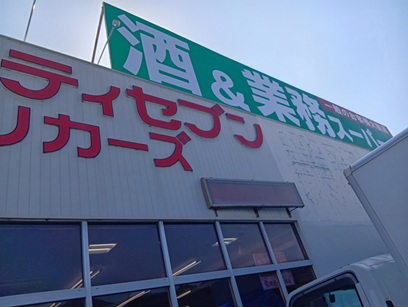 酒&業務スーパー
ティセブン
リカーズ